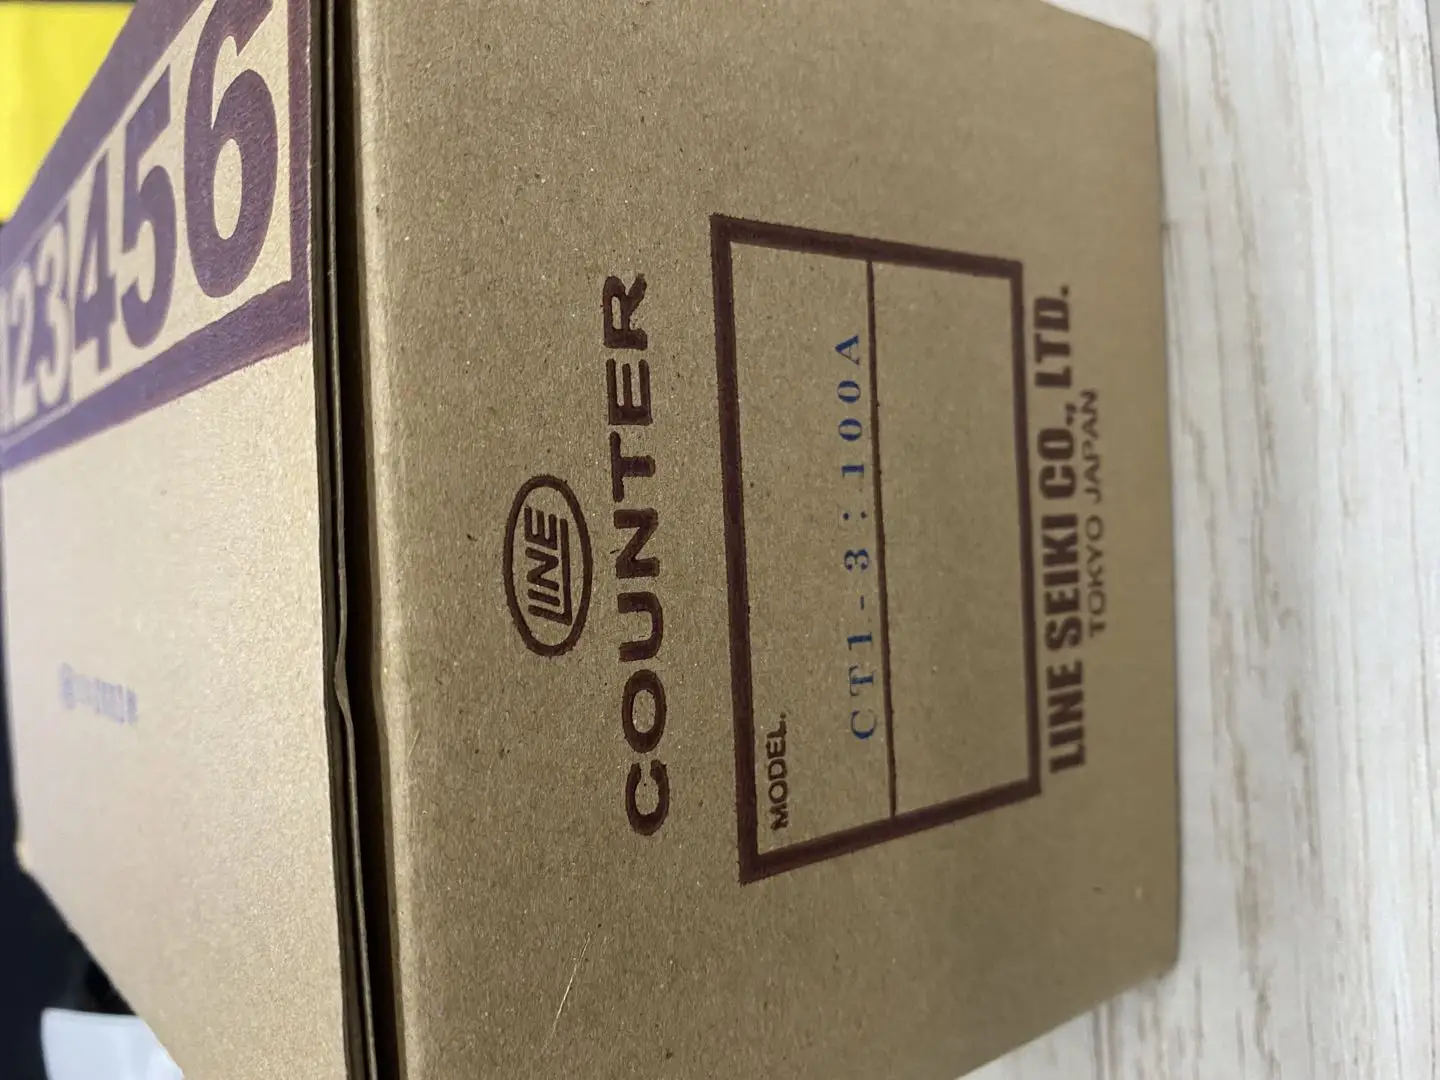 123456
LINE
COUNTER
MODEL.
CT1-3:100A
LINE SEIKI CO., LTD.
TOKYO JAPAN